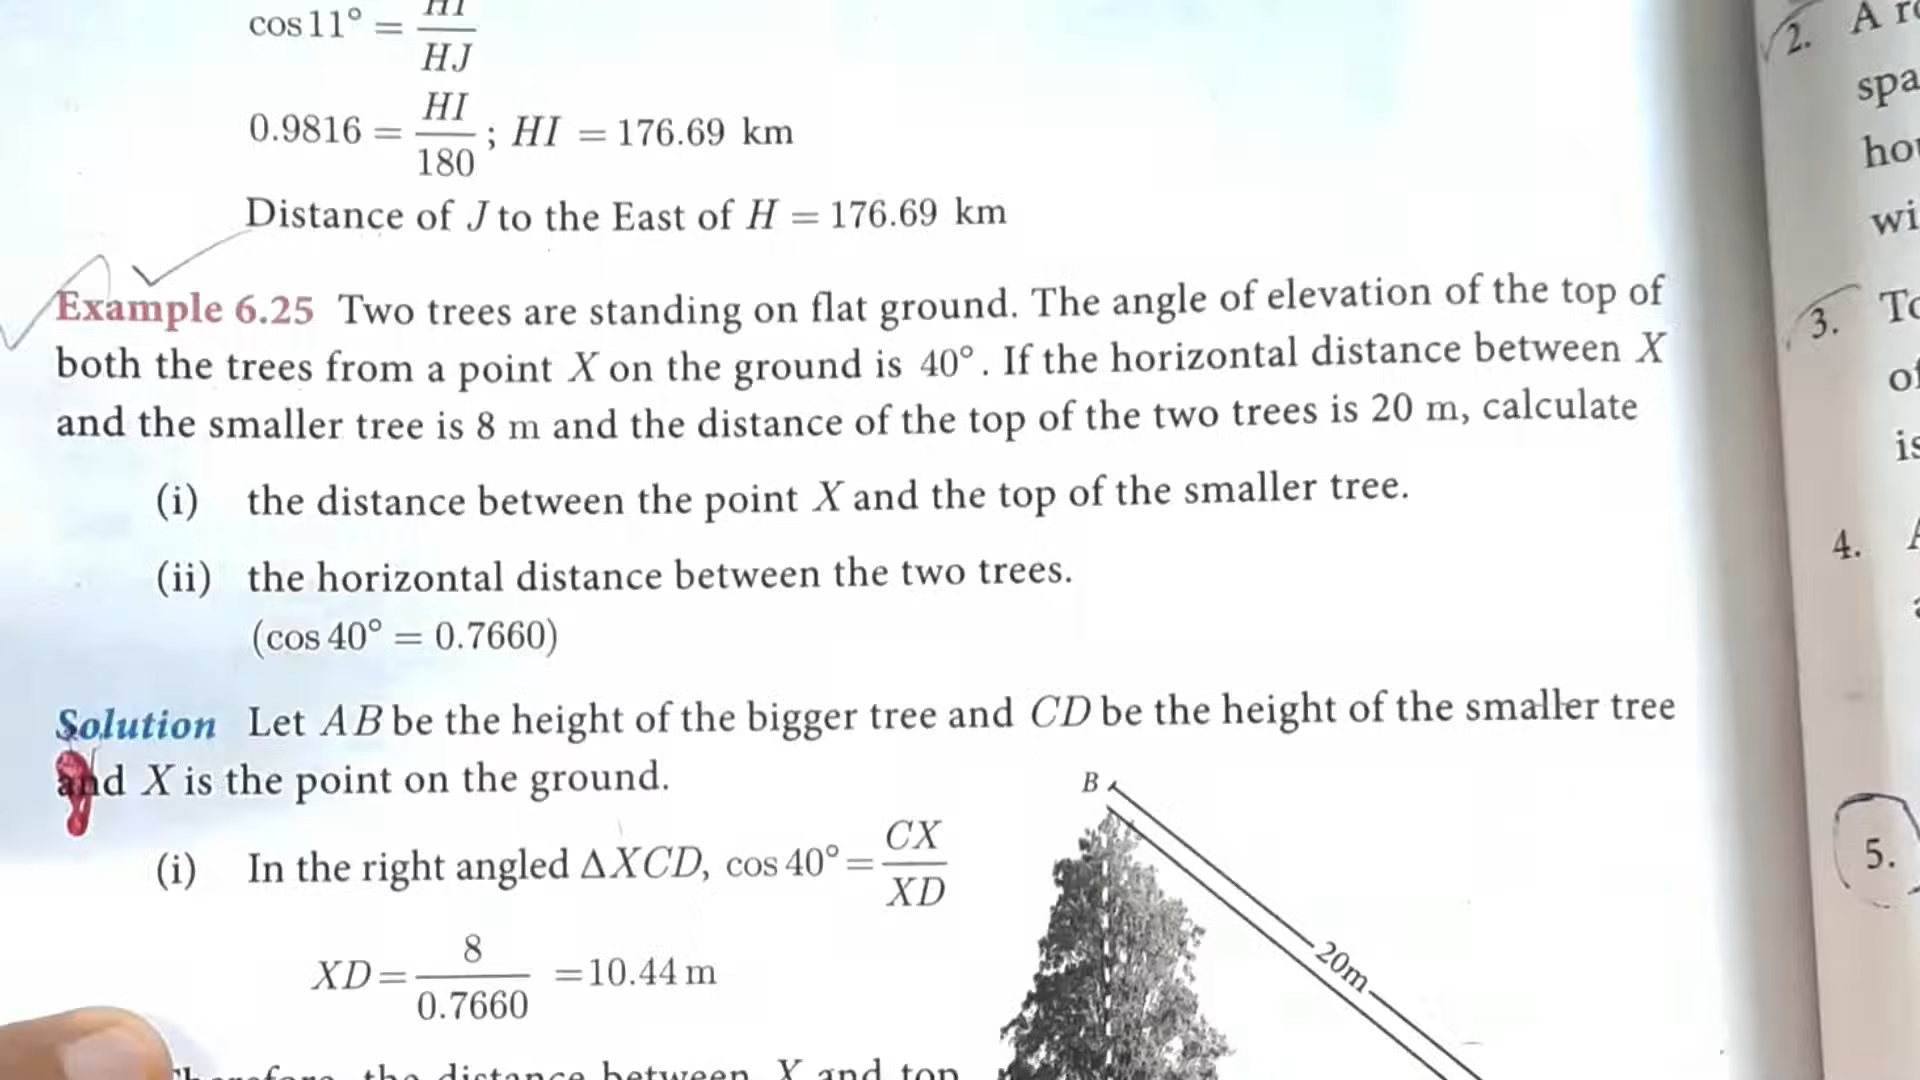 cos 11° = HI/HJ
0.9816 = HI/180 ; HI = 176.69 km
Distance of J to the East of H = 176.69 km
Example 6.25 Two trees are standing on flat ground. The angle of elevation of the top of
both the trees from a point X on the ground is 40°. If the horizontal distance between X
and the smaller tree is 8 m and the distance of the top of the two trees is 20 m, calculate
(i) the distance between the point X and the top of the smaller tree.
(ii) the horizontal distance between the two trees.
(cos 40° = 0.7660)
Solution Let AB be the height of the bigger tree and CD be the height of the smaller tree
and X is the point on the ground.
(i) In the right angled ΔXCD, cos 40° = CX/XD
XD = 8/0.7660 = 10.44 m
the distance between X and top
B
20m
2. A
3.
4.
5.